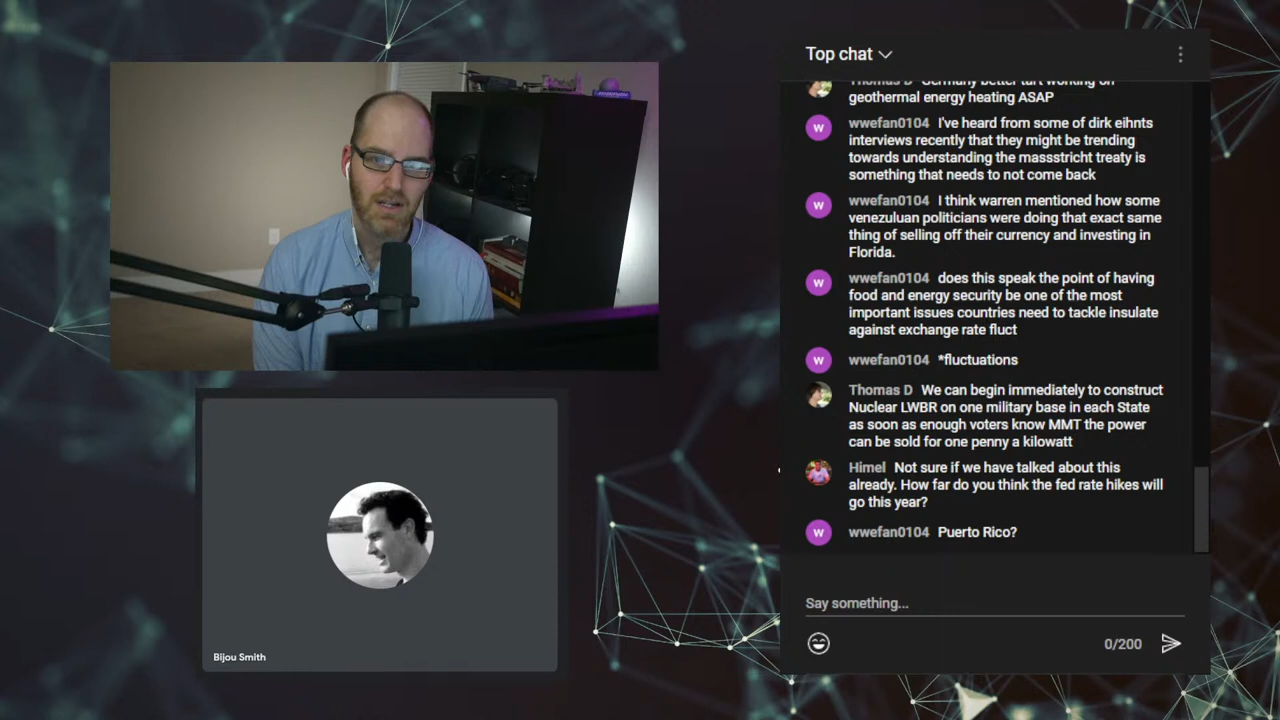 Top chat
Thomas D Germany better
geothermal energy heating ASAP
w
wwefan0104 I've heard from some of dirk eihnts
interviews recently that they might be trending
towards understanding the massstricht treaty is
something that needs to not come back
w
wwefan0104 I think warren mentioned how some
venezuluan politicians were doing that exact same
thing of selling off their currency and investing in
Florida.
w
wwefan0104 does this speak the point of having
food and energy security be one of the most
important issues countries need to tackle insulate
against exchange rate fluct
w
wwefan0104 *fluctuations
Thomas D We can begin immediately to construct
Nuclear LWBR on one military base in each State
as soon as enough voters know MMT the power
can be sold for one penny a kilowatt
Himel Not sure if we have talked about this
already. How far do you think the fed rate hikes will
go this year?
w
wwefan0104 Puerto Rico?
Say something...
0/200
Bijou Smith